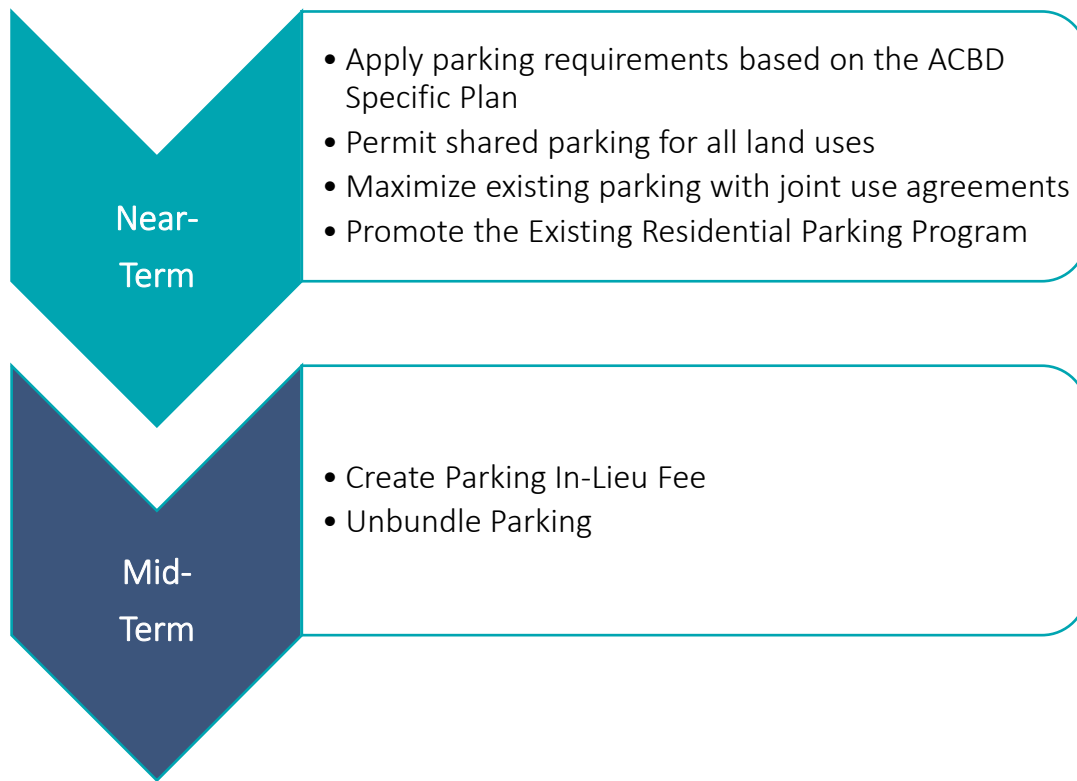 Near-
Term
• Apply parking requirements based on the ACBD
Specific Plan
• Permit shared parking for all land uses
• Maximize existing parking with joint use agreements
• Promote the Existing Residential Parking Program
Mid-
Term
• Create Parking In-Lieu Fee
• Unbundle Parking